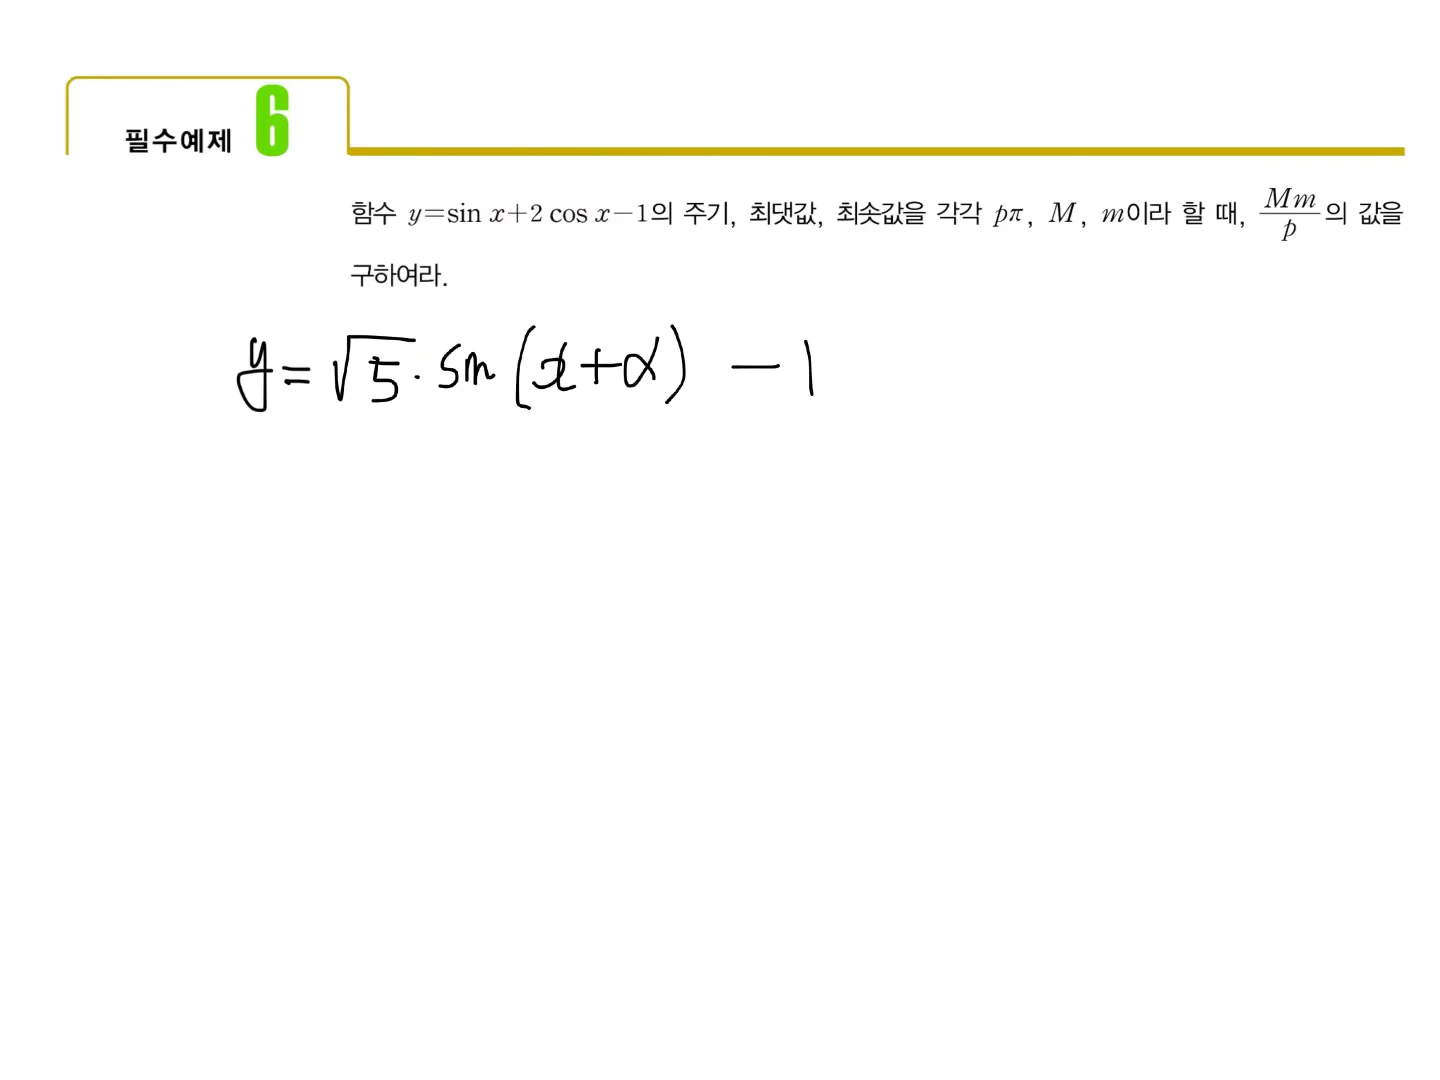 필수예제 6
함수 y=sin x+2 cos x−1의 주기, 최댓값, 최솟값을 각각 pπ, M, m이라 할 때, Mm/p의 값을
구하여라.
y=√5·sin(x+α)−1